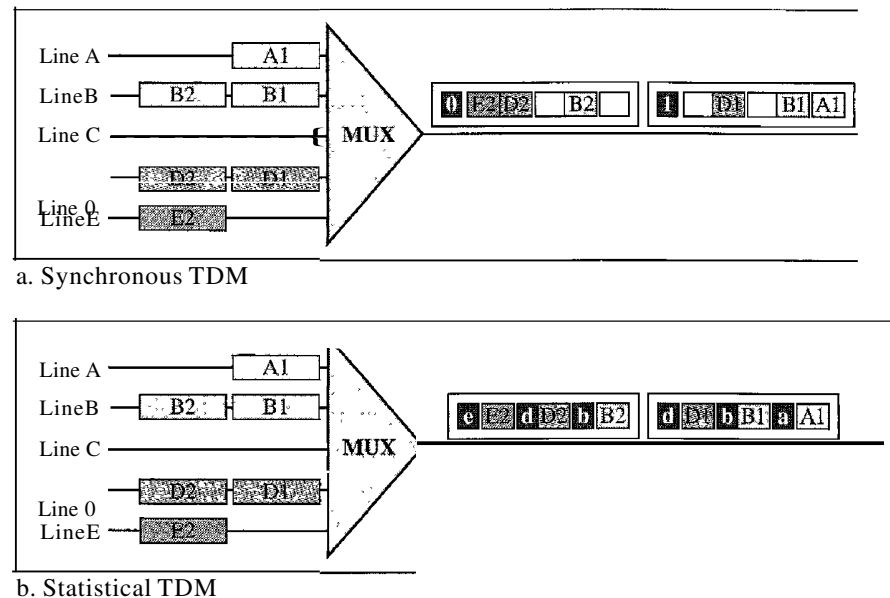 Line A A1
LineB B2 B1
0 E2 D2 B2 1 D1 B1 A1
Line C MUX
D2 D1
Line 0
LineE E2
a. Synchronous TDM
Line A A1
LineB B2 B1
e E2 d D2 b B2 d D1 b B1 a A1
Line C MUX
D2 D1
Line 0
LineE E2
b. Statistical TDM